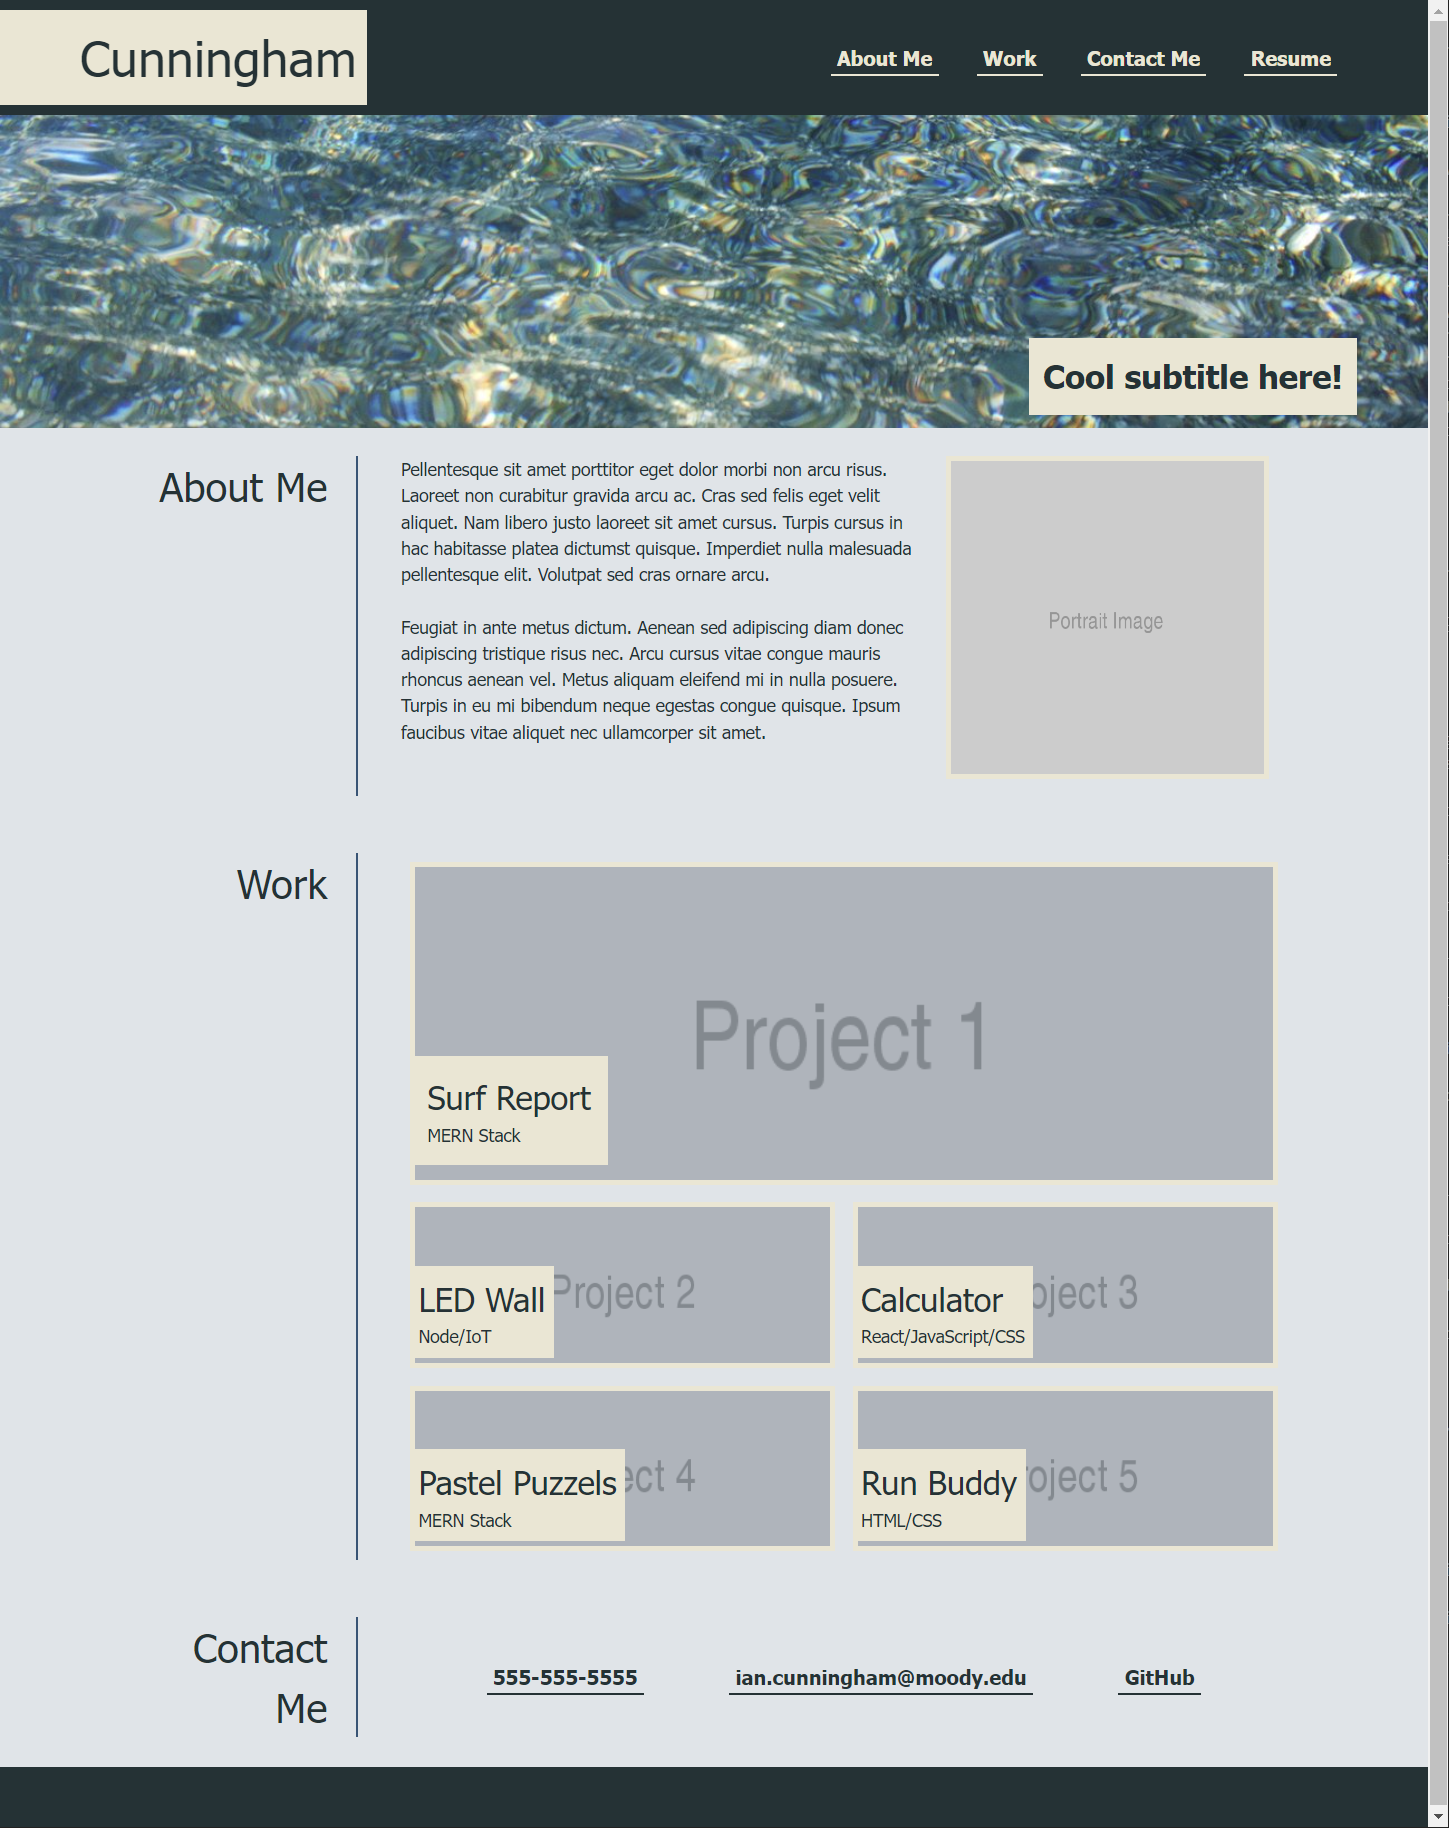 Cunningham
About Me
Work
Contact Me
Resume
Cool subtitle here!
About Me
Pellentesque sit amet porttitor eget dolor morbi non arcu risus.
Laoreet non curabitur gravida arcu ac. Cras sed felis eget velit
aliquet. Nam libero justo laoreet sit amet cursus. Turpis cursus in
hac habitasse platea dictumst quisque. Imperdiet nulla malesuada
pellentesque elit. Volutpat sed cras ornare arcu.
Feugiat in ante metus dictum. Aenean sed adipiscing diam donec
adipiscing tristique risus nec. Arcu cursus vitae congue mauris
rhoncus aenean vel. Metus aliquam eleifend mi in nulla posuere.
Turpis in eu mi bibendum neque egestas congue quisque. Ipsum
faucibus vitae aliquet nec ullamcorper sit amet.
Portrait Image
Work
Project 1
Surf Report
MERN Stack
Project 2
LED Wall
Node/IoT
oject 3
Calculator
React/JavaScript/CSS
ect 4
Pastel Puzzels
MERN Stack
oject 5
Run Buddy
HTML/CSS
Contact
Me
555-555-5555
ian.cunningham@moody.edu
GitHub